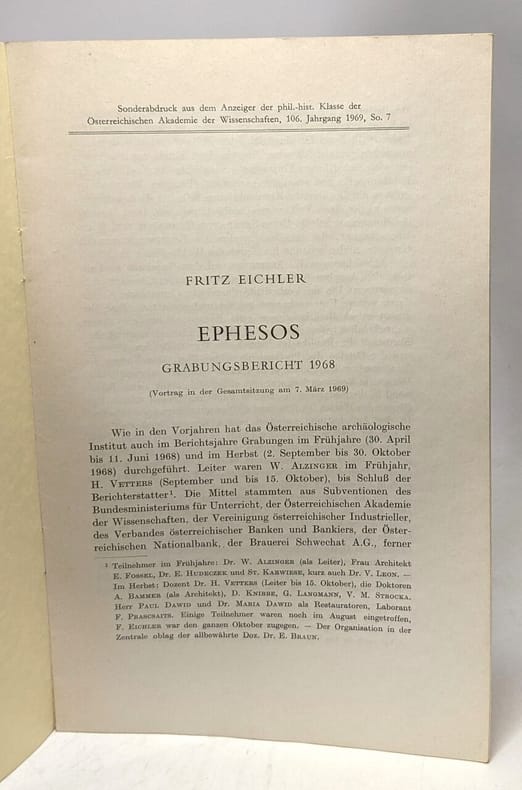 Sonderabdruck aus dem Anzeiger der phil.-hist. Klasse der
Österreichischen Akademie der Wissenschaften, 106. Jahrgang 1969, So. 7
FRITZ EICHLER
EPHESOS
GRABUNGSBERICHT 1968
(Vortrag in der Gesamtsitzung am 7. März 1969)
Wie in den Vorjahren hat das Österreichische archäologische
Institut auch im Berichtsjahre Grabungen im Frühjahre (30. April
bis 11. Juni 1968) und im Herbst (2. September bis 30. Oktober
1968) durchgeführt. Leiter waren W. ALZINGER im Frühjahr,
H. VETTERS (September und bis 15. Oktober), bis Schluß der
Berichterstatter¹. Die Mittel stammten aus Subventionen des
Bundesministeriums für Unterricht, der Österreichischen Akademie
der Wissenschaften, der Vereinigung österreichischer Industrieller,
des Verbandes österreichischer Banken und Bankiers, der Öster-
reichischen Nationalbank, der Brauerei Schwechat A.G., ferner
¹ Teilnehmer im Frühjahre: Dr. W. ALZINGER (als Leiter), Frau Architekt
E. FOSSEL, Dr. E. HUDECZEK und ST. KARWIESE, kurz auch Dr. V. LEON. —
Im Herbst: Dozent Dr. H. VETTERS (Leiter bis 15. Oktober), die Doktoren
A. BAMMER (als Architekt), D. KNIBBE, G. LANGMANN, V. M. STROCKA,
Herr PAUL DAWID und Dr. MARIA DAWID als Restauratoren, Laborant
F. PRASCHAITS. Einige Teilnehmer waren noch im August eingetroffen,
F. EICHLER war den ganzen Oktober zugegen. — Der Organisation in der
Zentrale oblag der allbewährte Doz. Dr. E. BRAUN.